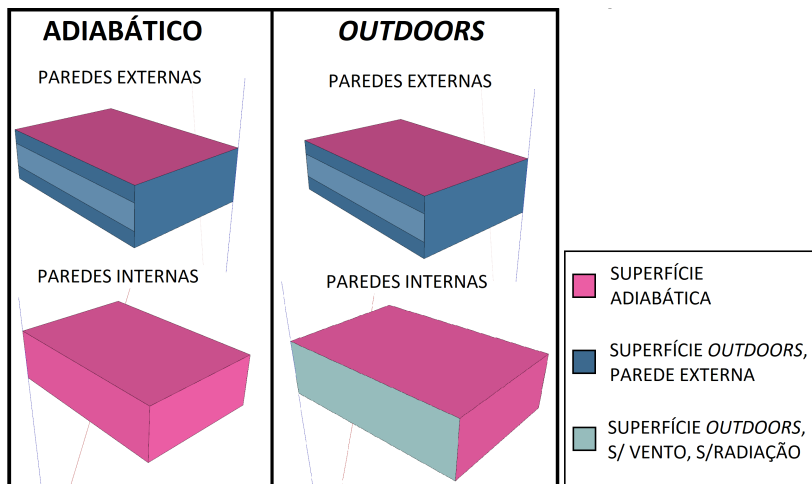 ADIABÁTICO
OUTDOORS
PAREDES EXTERNAS
PAREDES EXTERNAS
PAREDES INTERNAS
PAREDES INTERNAS
SUPERFÍCIE
ADIABÁTICA
SUPERFÍCIE OUTDOORS,
PAREDE EXTERNA
SUPERFÍCIE OUTDOORS,
S/ VENTO, S/RADIAÇÃO